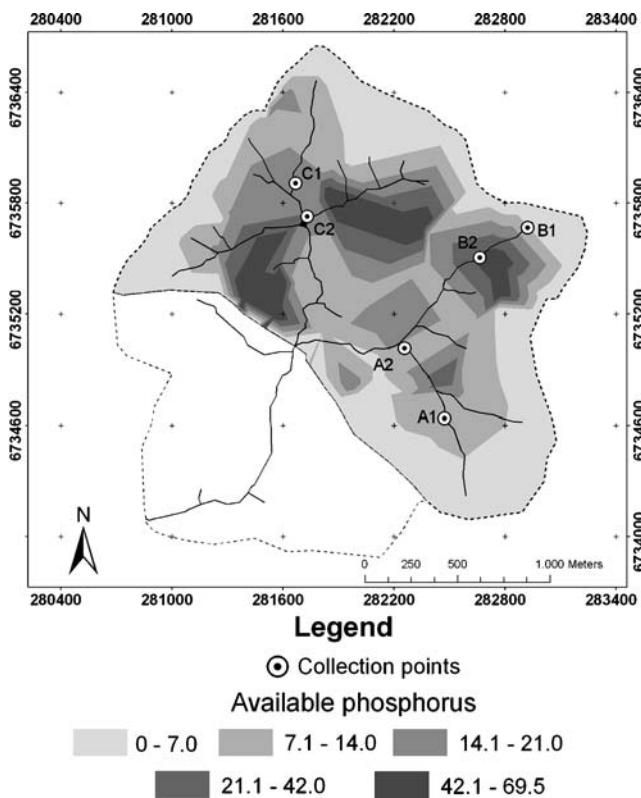 280400 281000 281600 282200 282800 283400
6736400 6736400
6735800 6735800
6735200 6735200
6734600 6734600
6734000 6734000
C1
C2
B1
B2
A2
A1
N
0 250 500 1.000 Meters
280400 281000 281600 282200 282800 283400
Legend
Collection points
Available phosphorus
0 - 7.0 7.1 - 14.0 14.1 - 21.0
21.1 - 42.0 42.1 - 69.5